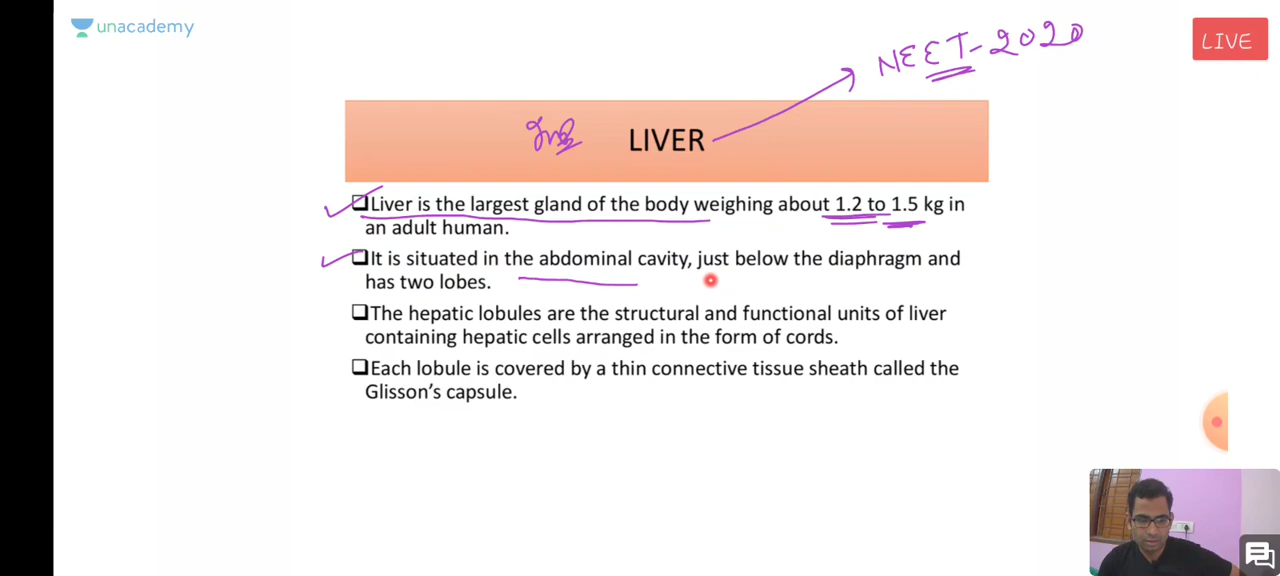 unacademy
NEET-2020
LIVE
LIVER
❑Liver is the largest gland of the body weighing about 1.2 to 1.5 kg in
an adult human.
❑It is situated in the abdominal cavity, just below the diaphragm and
has two lobes.
❑The hepatic lobules are the structural and functional units of liver
containing hepatic cells arranged in the form of cords.
❑Each lobule is covered by a thin connective tissue sheath called the
Glisson's capsule.